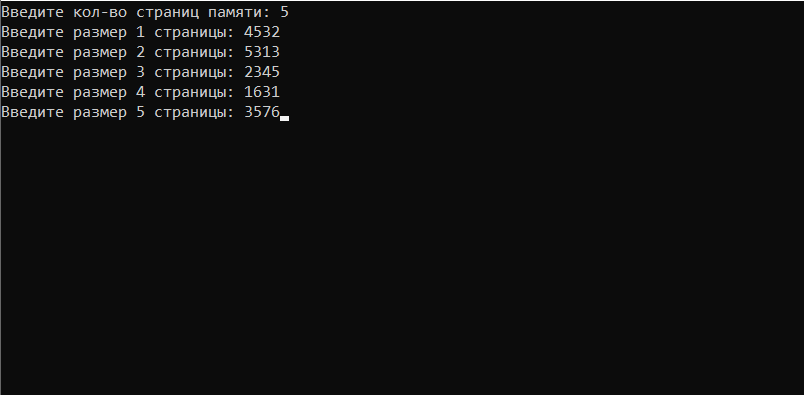 Введите кол-во страниц памяти: 5
Введите размер 1 страницы: 4532
Введите размер 2 страницы: 5313
Введите размер 3 страницы: 2345
Введите размер 4 страницы: 1631
Введите размер 5 страницы: 3576